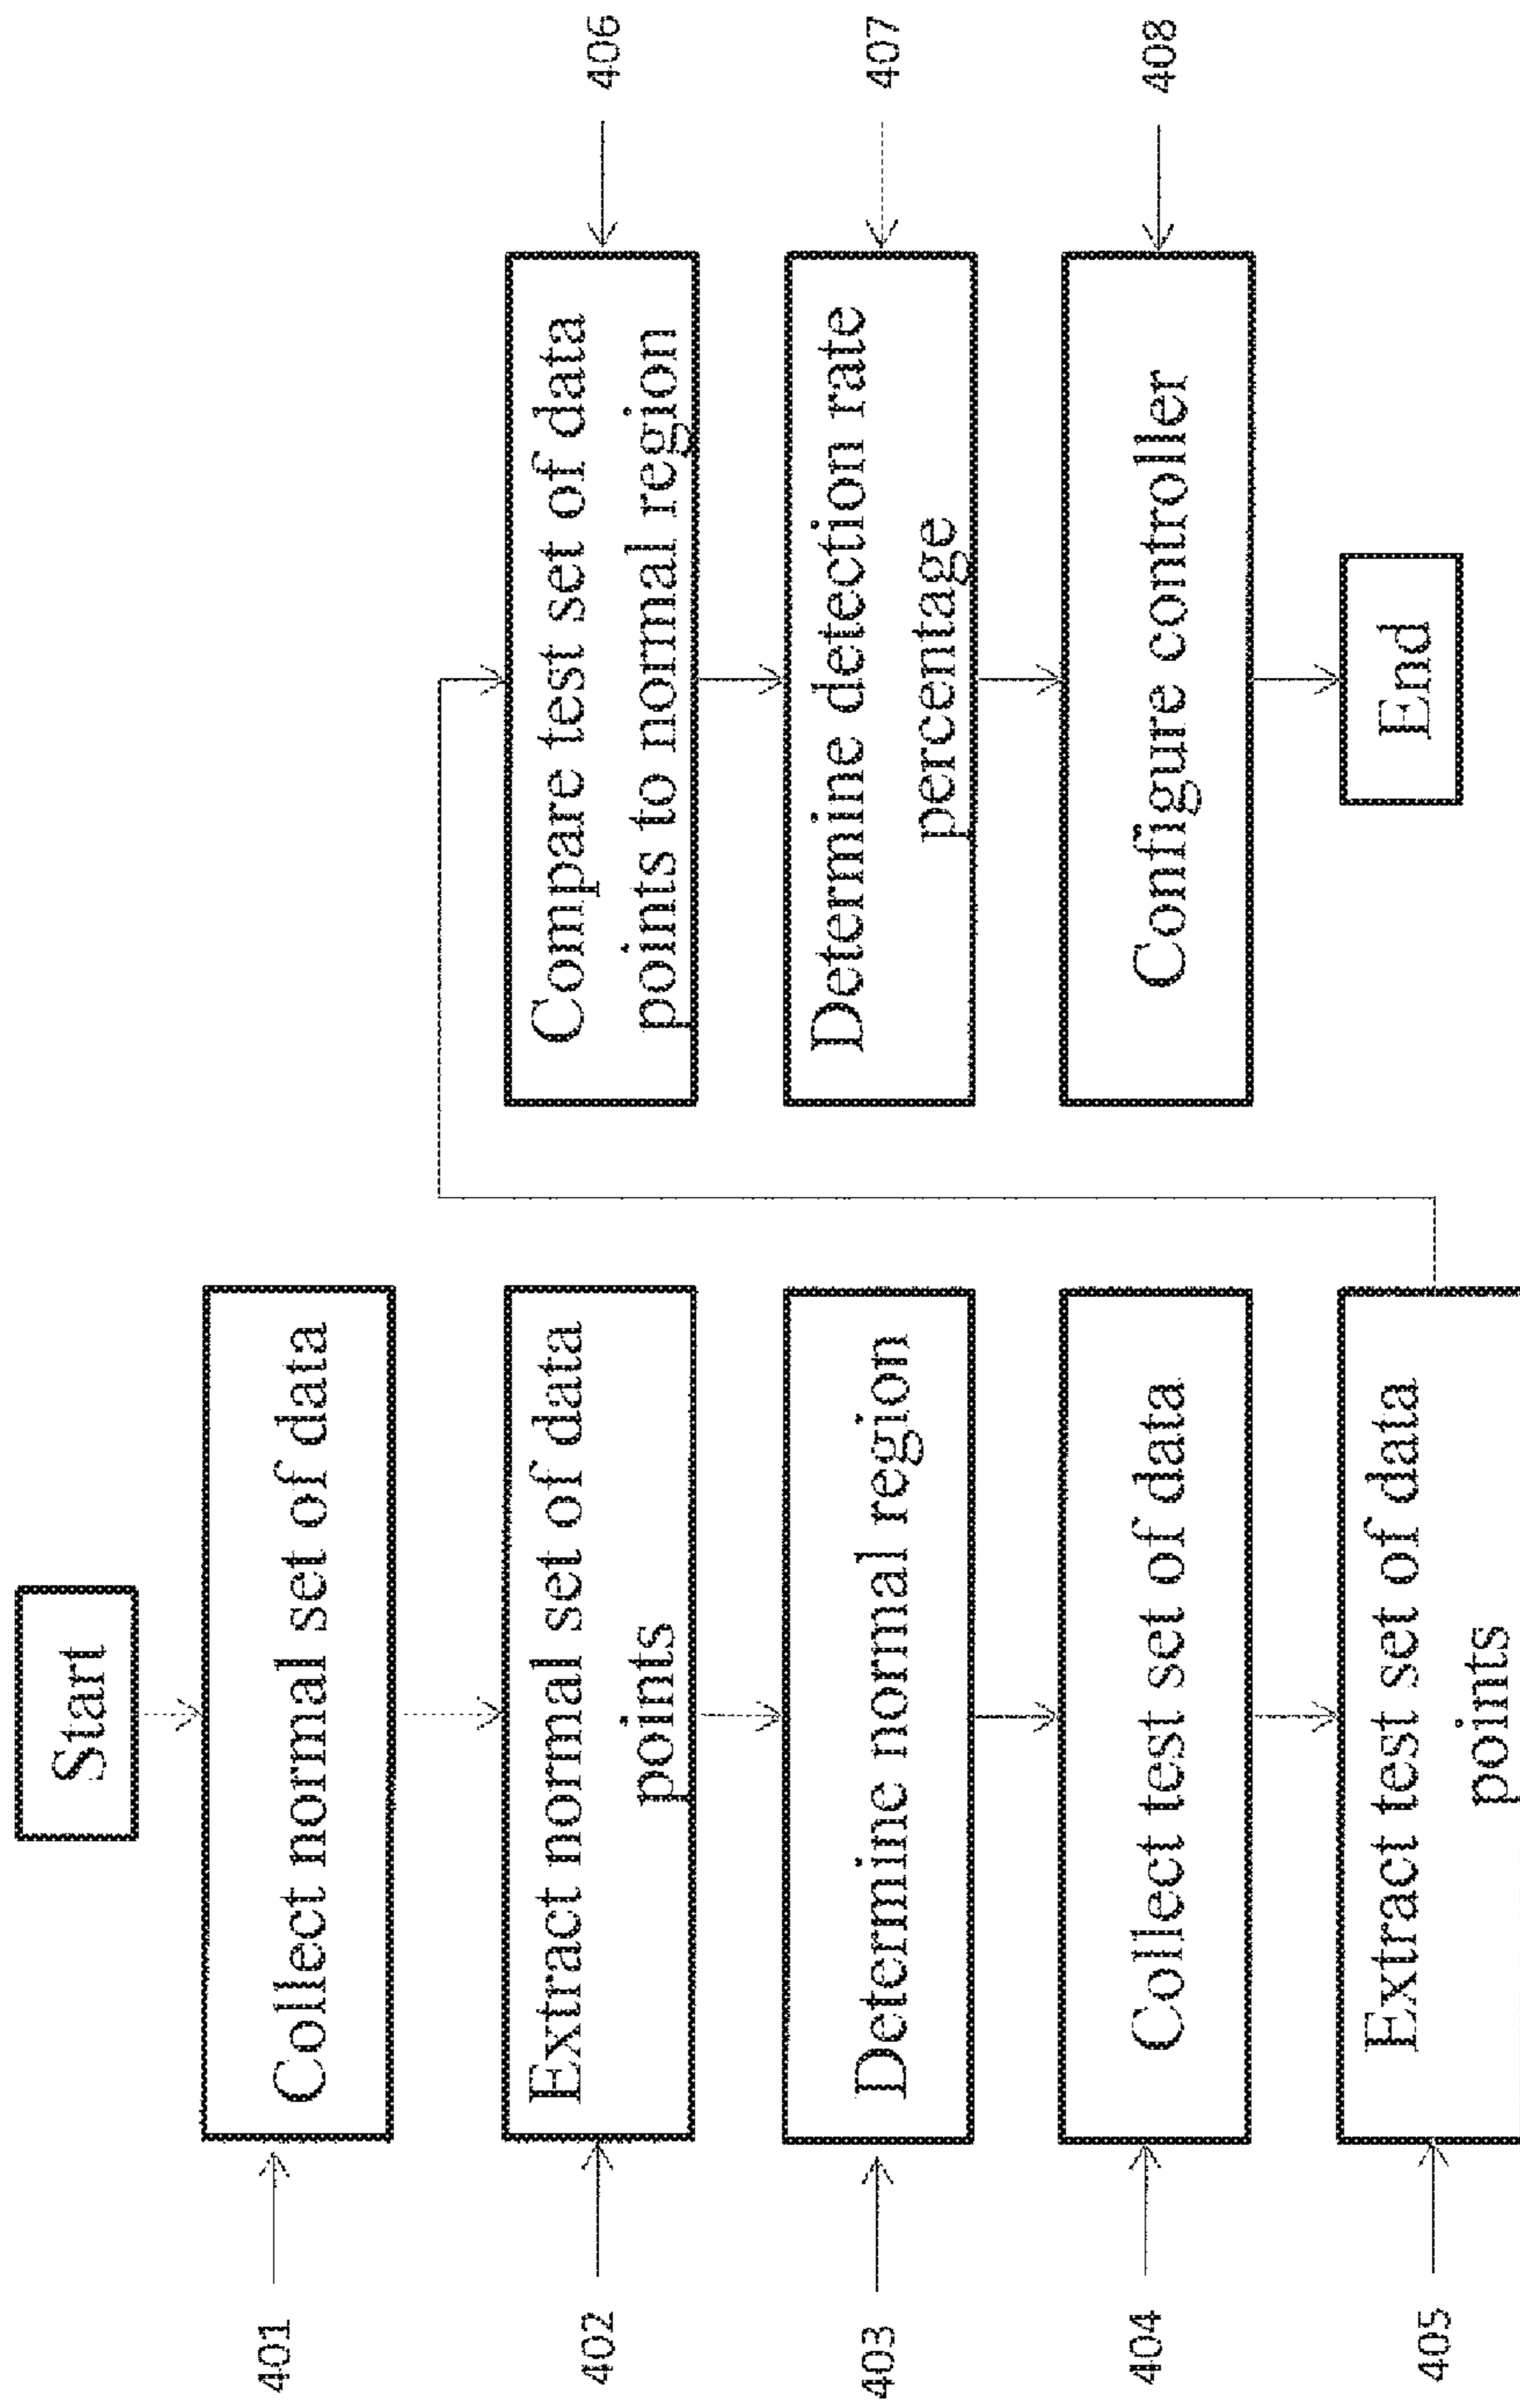 Start
401
Collect normal set of data
402
Extract normal set of data
points
403
Determine normal region
404
Collect test set of data
405
Extract test set of data
points
Compare test set of data
points to normal region
406
Determine detection rate
percentage
407
Configure controller
408
End